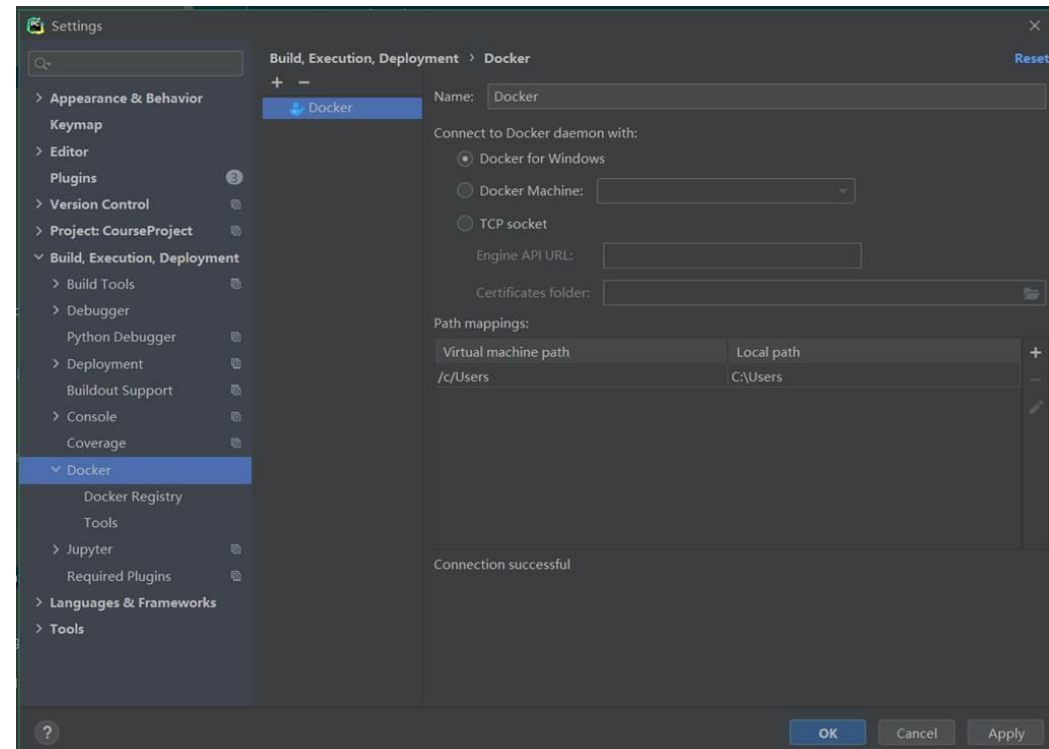 Settings
Build, Execution, Deployment > Docker
Reset
Appearance & Behavior
Keymap
Editor
Plugins 3
Version Control
Project: CourseProject
Build, Execution, Deployment
Build Tools
Debugger
Python Debugger
Deployment
Buildout Support
Console
Coverage
Docker
Docker Registry
Tools
Jupyter
Required Plugins
Languages & Frameworks
Tools
?
Docker
Name: Docker
Connect to Docker daemon with:
Docker for Windows
Docker Machine:
TCP socket
Engine API URL:
Certificates folder:
Path mappings:
Virtual machine path Local path
/c/Users C:\Users
Connection successful
OK Cancel Apply